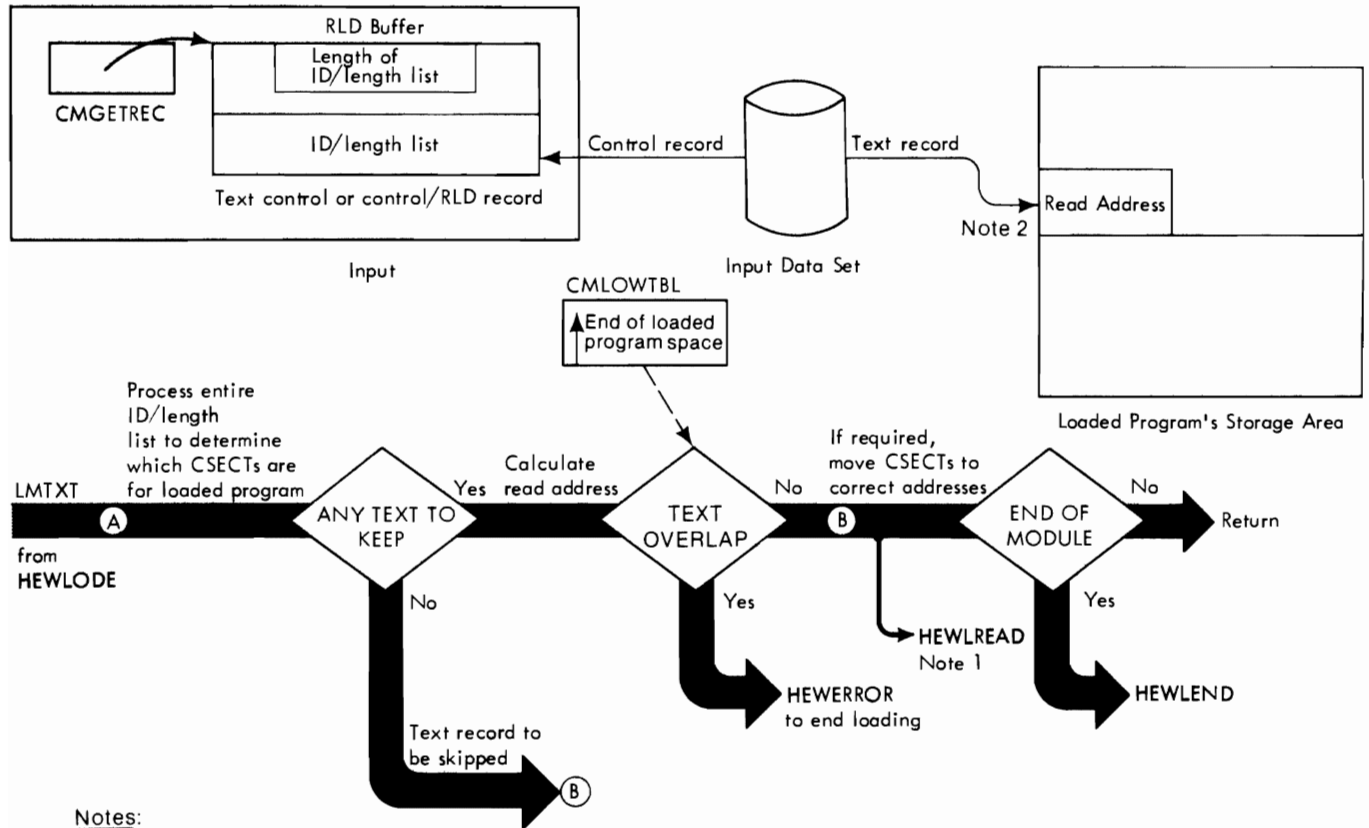 RLD Buffer
Length of
ID/length list
CMGETREC
ID/length list
Text control or control/RLD record
Input
Control record
Input Data Set
Text record
Note 2
Read Address
Loaded Program's Storage Area
CMLOWTBL
End of loaded
program space
LMTXT
from
HEWLODE
A
Process entire
ID/length
list to determine
which CSECTs are
for loaded program
ANY TEXT TO
KEEP
Yes
No
Text record to
be skipped
B
Calculate
read address
TEXT
OVERLAP
Yes
HEWERROR
to end loading
No
B
If required,
move CSECTs to
correct addresses
HEWLREAD
Note 1
END OF
MODULE
No
Return
Yes
HEWLEND
Notes: